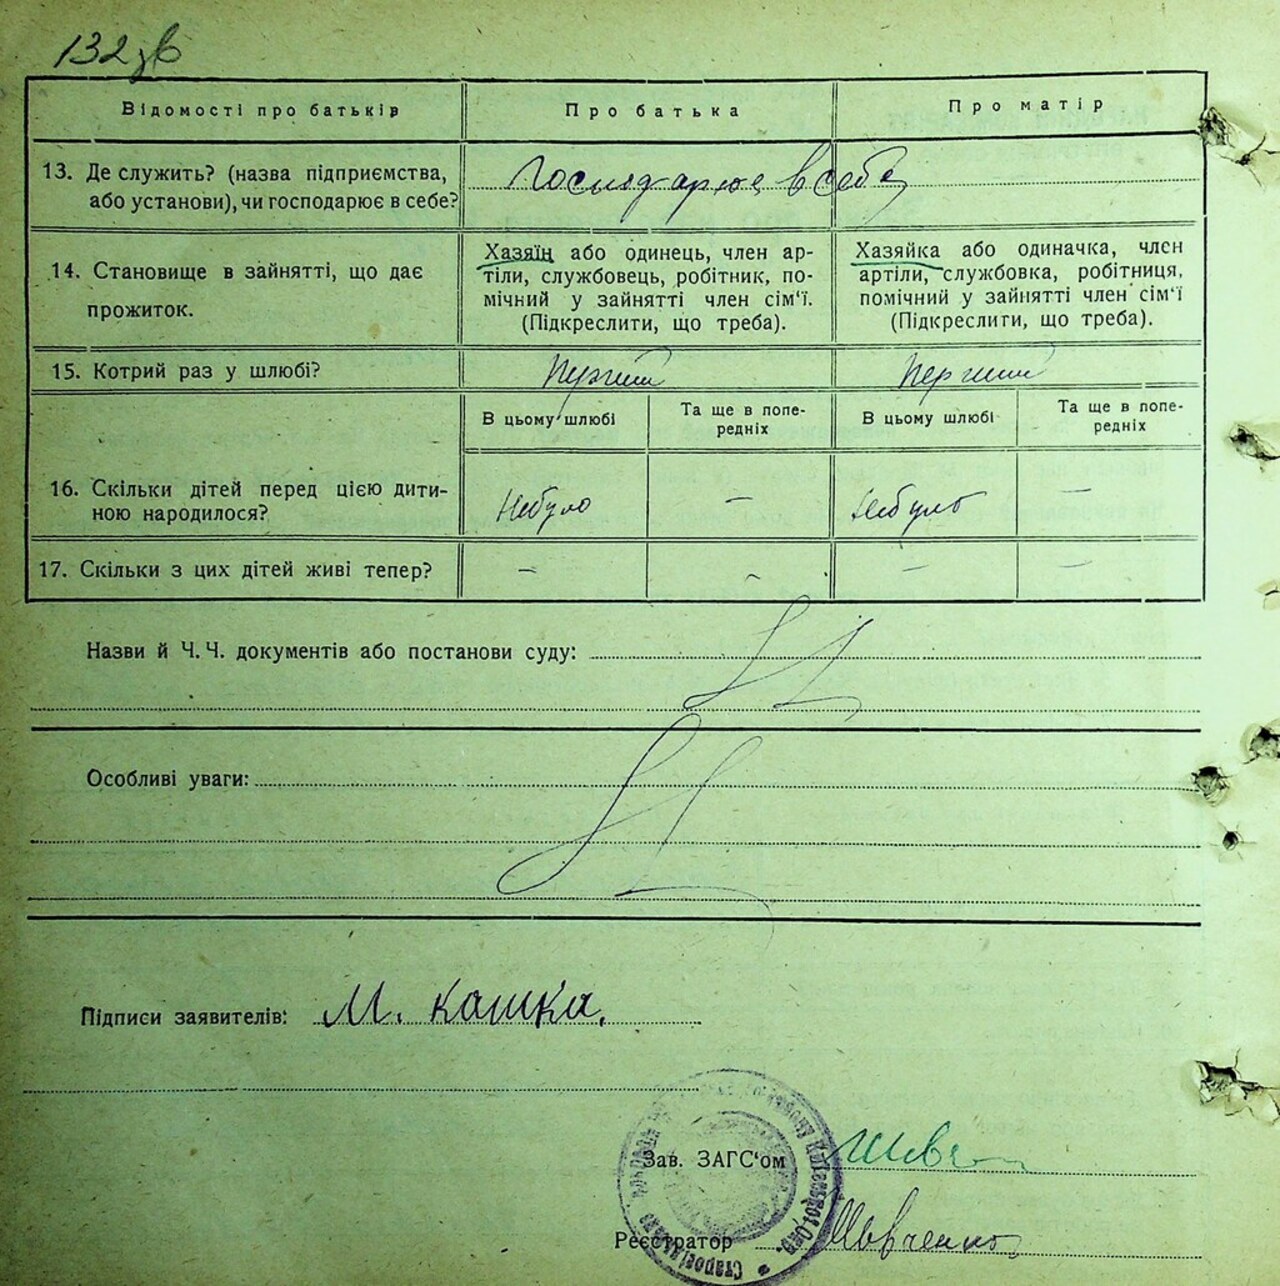 132 зв
Відомості про батьків
Про батька
Про матір
13. Де служить? (назва підприємства,
або установи), чи господарює в себе?
Господарює в себе
14. Становище в зайнятті, що дає
прожиток.
Хазяїн або одинець, член ар-
тіли, службовець, робітник, по-
мічний у зайнятті член сім'ї.
(Підкреслити, що треба).
Хазяйка або одиначка, член
артіли, службовка, робітниця,
помічний у зайнятті член сім'ї
(Підкреслити, що треба).
15. Котрий раз у шлюбі?
Перший
Перший
В цьому шлюбі
Та ще в попе-
редніх
В цьому шлюбі
Та ще в попе-
редніх
16. Скільки дітей перед цією дити-
ною народилося?
Небуло
—
Небуло
—
17. Скільки з цих дітей живі тепер?
—
—
—
—
Назви й Ч. Ч. документів або постанови суду:
Особливі уваги:
Підписи заявителів: М. Кашка.
Зав. ЗАГС'ом
Реєстратор Шевченко